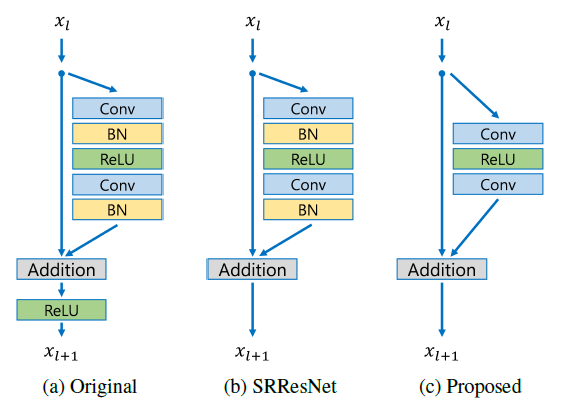 x_l
Conv
BN
ReLU
Conv
BN
Addition
ReLU
x_{l+1}
(a) Original
x_l
Conv
BN
ReLU
Conv
BN
Addition
x_{l+1}
(b) SRResNet
x_l
Conv
ReLU
Conv
Addition
x_{l+1}
(c) Proposed